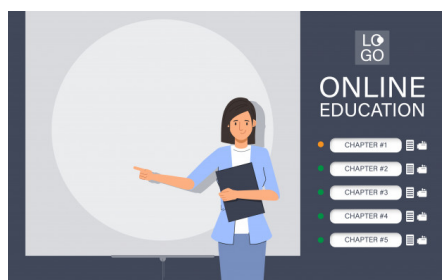 LO
GO
ONLINE
EDUCATION
CHAPTER #1
CHAPTER #2
CHAPTER #3
CHAPTER #4
CHAPTER #5